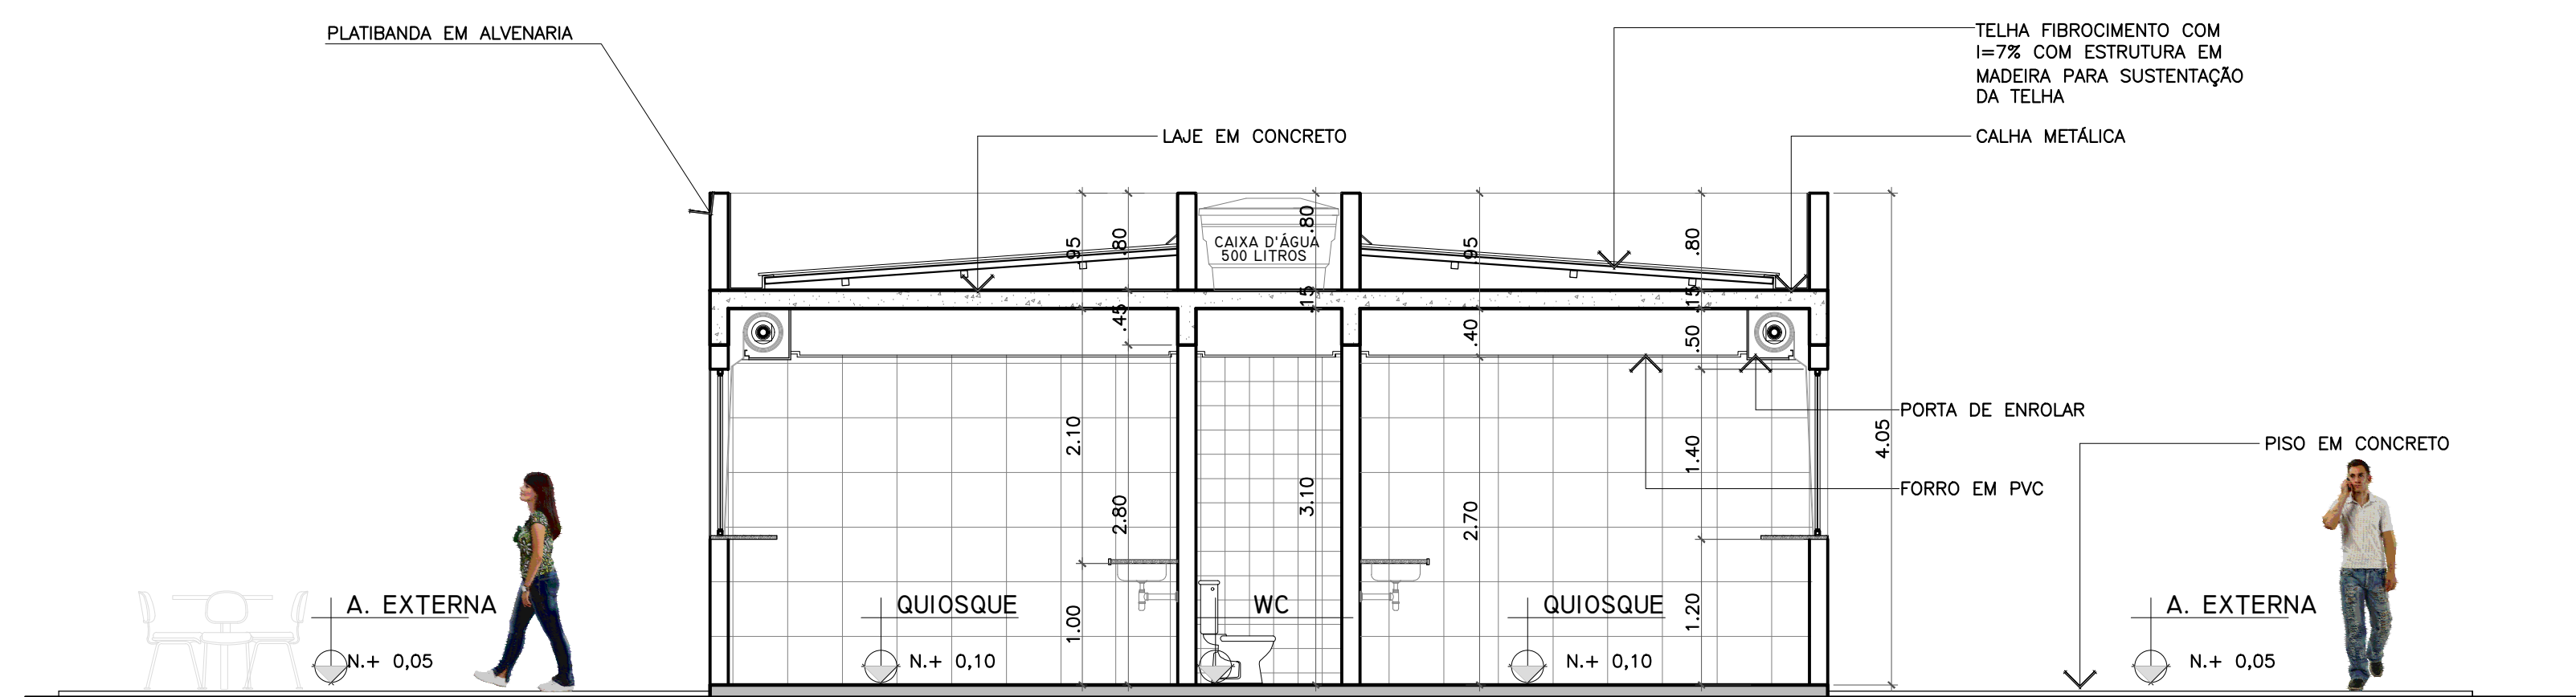 PLATIBANDA EM ALVENARIA
TELHA FIBROCIMENTO COM
I=7% COM ESTRUTURA EM
MADEIRA PARA SUSTENTAÇÃO
DA TELHA
LAJE EM CONCRETO
CALHA METÁLICA
.95
.80
.80
.95
.80
CAIXA D'ÁGUA
500 LITROS
.45
.15
.40
.15
.50
2.10
2.80
3.10
2.70
1.40
4.05
PORTA DE ENROLAR
PISO EM CONCRETO
FORRO EM PVC
1.00
1.20
A. EXTERNA
QUIOSQUE
WC
QUIOSQUE
A. EXTERNA
N.+ 0,05
N.+ 0,10
N.+ 0,10
N.+ 0,05